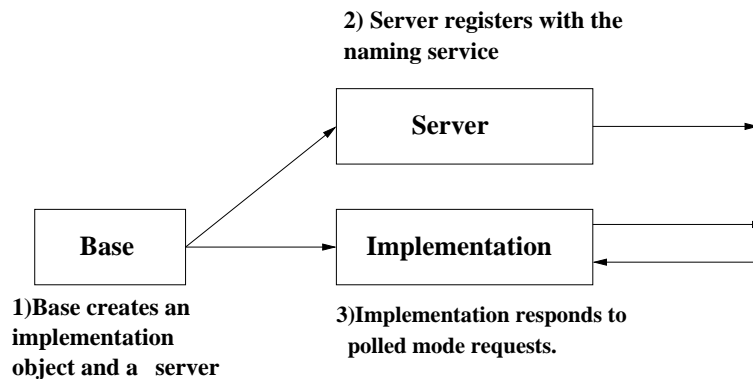 2) Server registers with the
naming service
Server
Base
Implementation
1)Base creates an
implementation
object and a server
3)Implementation responds to
polled mode requests.